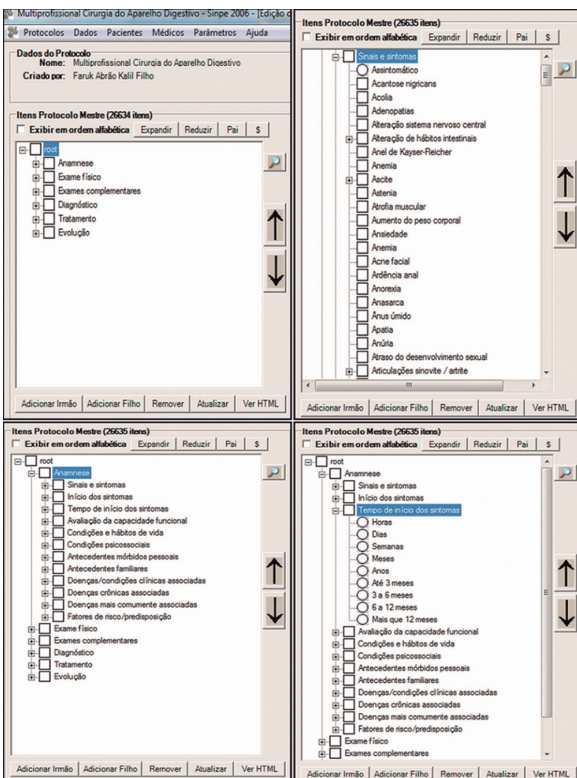 Multiprofissional Cirurgia do Aparelho Digestivo - Sinpe 2006 - [Edição d
Protocolos Dados Pacientes Médicos Parâmetros Ajuda
Dados do Protocolo
Nome: Multiprofissional Cirurgia do Aparelho Digestivo
Criado por: Faruk Abrão Kalil Filho
Itens Protocolo Mestre (26634 itens)
Exibir em ordem alfabética Expandir Reduzir Pai $
root
Anamnese
Exame físico
Exames complementares
Diagnóstico
Tratamento
Evolução
Adicionar Irmão Adicionar Filho Remover Atualizar Ver HTML
Itens Protocolo Mestre (26635 itens)
Exibir em ordem alfabética Expandir Reduzir Pai $
Sinais e sintomas
Assintomático
Acantose nigricans
Acolia
Adenopatias
Alteração sistema nervoso central
Alteração de hábitos intestinais
Anel de Kayser-Fleicher
Anemia
Ascite
Astenia
Atrofia muscular
Aumento do peso corporal
Ansiedade
Anemia
Acne facial
Ardência anal
Anorexia
Anasarca
Ânus úmido
Apatia
Anúria
Atraso do desenvolvimento sexual
Articulações sinovite / artrite
Adicionar Irmão Adicionar Filho Remover Atualizar Ver HTML
Itens Protocolo Mestre (26635 itens)
Exibir em ordem alfabética Expandir Reduzir Pai $
root
Anamnese
Sinais e sintomas
Início dos sintomas
Tempo de início dos sintomas
Avaliação da capacidade funcional
Condições e hábitos de vida
Condições psicossociais
Antecedentes mórbidos pessoais
Antecedentes familiares
Doenças/condições clínicas associadas
Doenças crônicas associadas
Doenças mais comumente associadas
Fatores de risco/predisposição
Exame físico
Exames complementares
Diagnóstico
Tratamento
Evolução
Adicionar Irmão Adicionar Filho Remover Atualizar Ver HTML
Itens Protocolo Mestre (26635 itens)
Exibir em ordem alfabética Expandir Reduzir Pai $
root
Anamnese
Sinais e sintomas
Início dos sintomas
Tempo de início dos sintomas
Horas
Dias
Semanas
Meses
Anos
Até 3 meses
3 a 6 meses
6 a 12 meses
Mais que 12 meses
Avaliação da capacidade funcional
Condições e hábitos de vida
Condições psicossociais
Antecedentes mórbidos pessoais
Antecedentes familiares
Doenças/condições clínicas associadas
Doenças crônicas associadas
Doenças mais comumente associadas
Fatores de risco/predisposição
Exame físico
Exames complementares
Adicionar Irmão Adicionar Filho Remover Atualizar Ver HTML